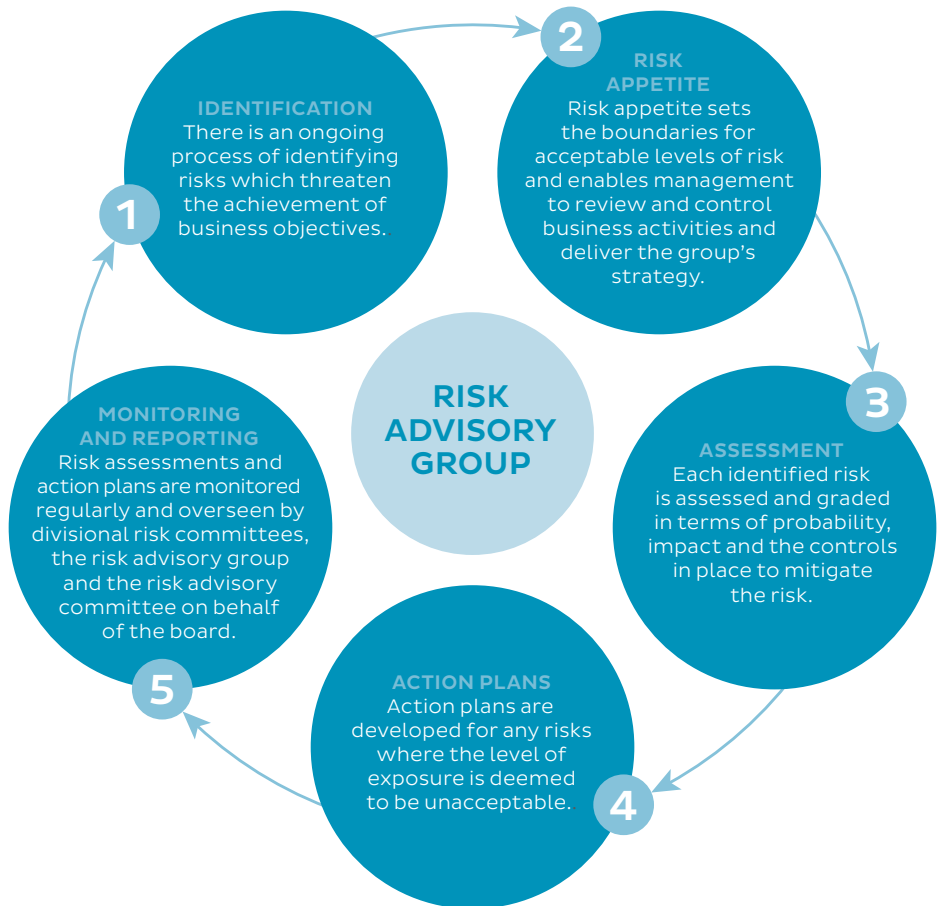 1
IDENTIFICATION
There is an ongoing
process of identifying
risks which threaten
the achievement of
business objectives.
2
RISK
APPETITE
Risk appetite sets
the boundaries for
acceptable levels of risk
and enables management
to review and control
business activities and
deliver the group’s
strategy.
3
ASSESSMENT
Each identified risk
is assessed and graded
in terms of probability,
impact and the controls
in place to mitigate
the risk.
4
ACTION PLANS
Action plans are
developed for any risks
where the level of
exposure is deemed
to be unacceptable.
5
MONITORING
AND REPORTING
Risk assessments and
action plans are monitored
regularly and overseen by
divisional risk committees,
the risk advisory group
and the risk advisory
committee on behalf
of the board.
RISK
ADVISORY
GROUP